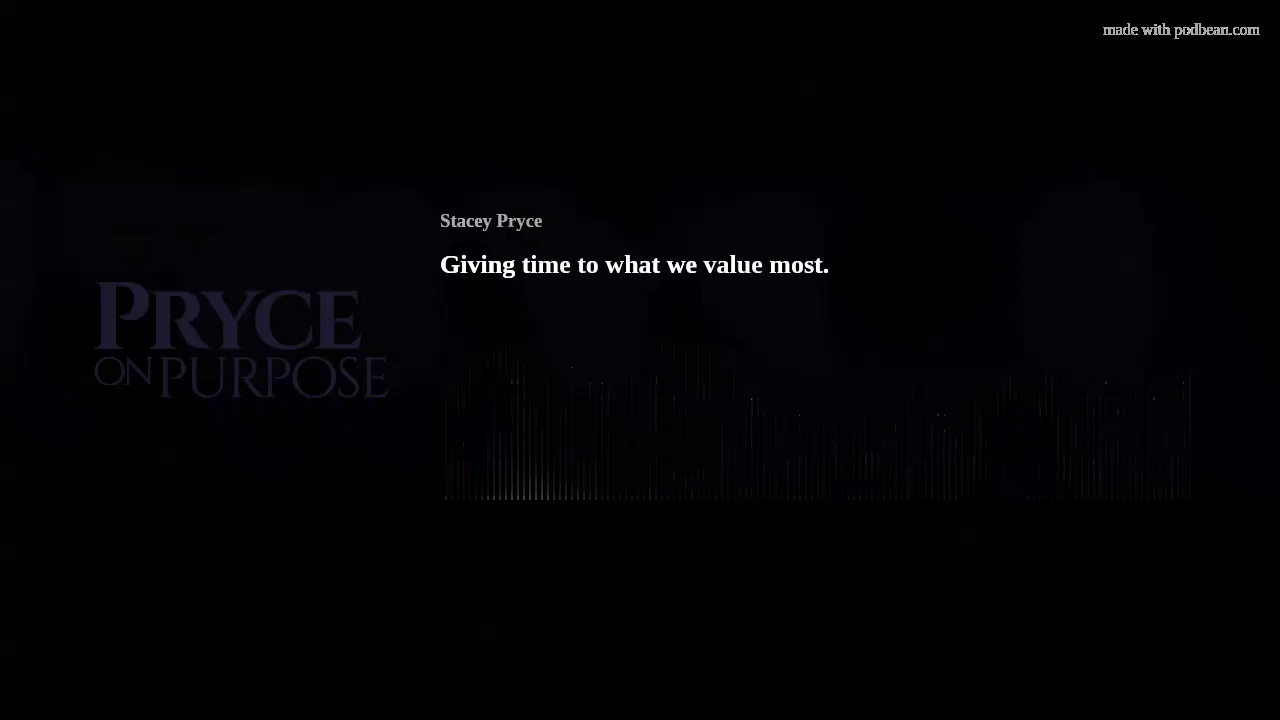 made with podbean.com
Stacey Pryce
Giving time to what we value most.
PRYCE
ON PURPOSE